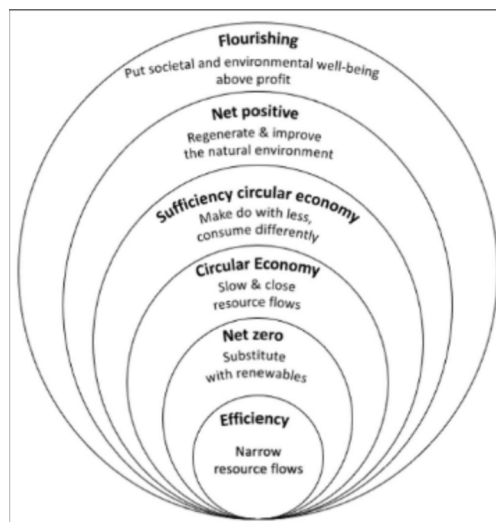 Flourishing
Put societal and environmental well-being
above profit
Net positive
Regenerate & improve
the natural environment
Sufficiency circular economy
Make do with less,
consume differently
Circular Economy
Slow & close
resource flows
Net zero
Substitute
with renewables
Efficiency
Narrow
resource flows